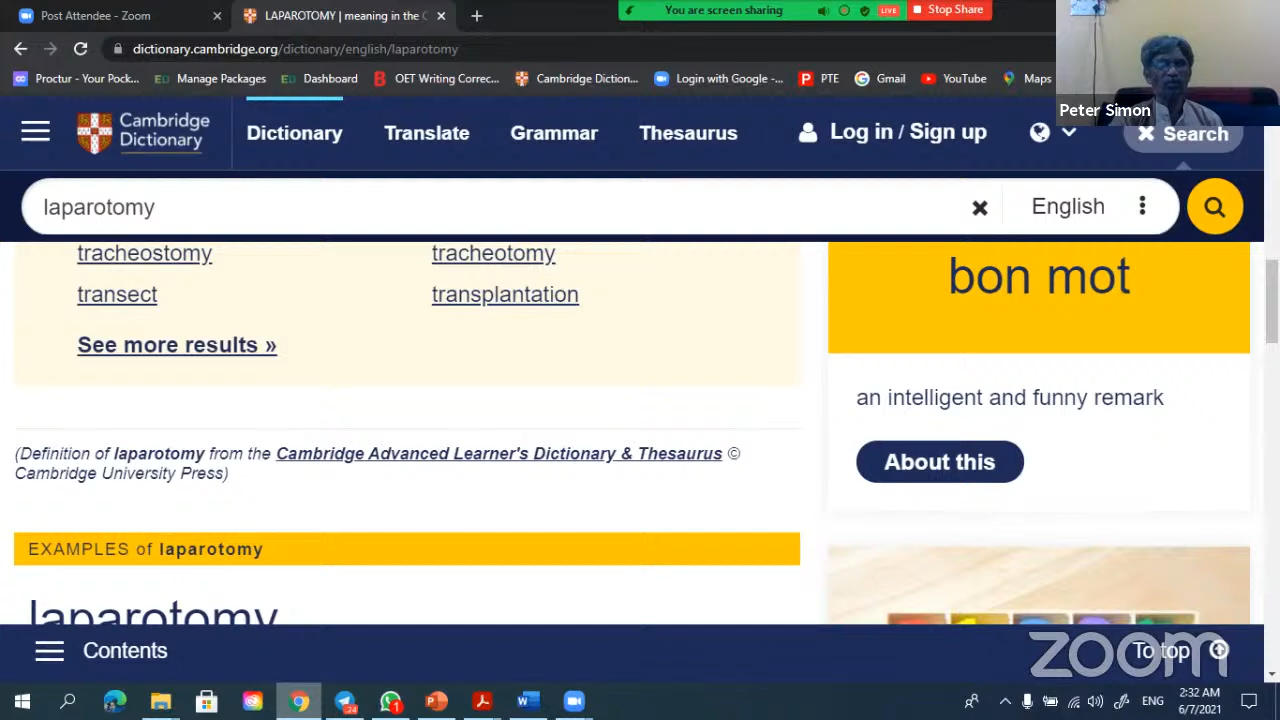 Post Attendee - Zoom
LAPAROTOMY | meaning in the C
You are screen sharing
LIVE
Stop Share
dictionary.cambridge.org/dictionary/english/laparotomy
Proctur - Your Pock...
Manage Packages
Dashboard
OET Writing Correc...
Cambridge Diction...
Login with Google -...
PTE
Gmail
YouTube
Maps
Peter Simon
Cambridge
Dictionary
Dictionary
Translate
Grammar
Thesaurus
Log in / Sign up
Search
laparotomy
English
tracheostomy
tracheotomy
transect
transplantation
See more results »
bon mot
an intelligent and funny remark
About this
(Definition of laparotomy from the Cambridge Advanced Learner's Dictionary & Thesaurus ©
Cambridge University Press)
EXAMPLES of laparotomy
laparotomy
Contents
To top
zoom
24
1
ENG
2:32 AM
6/7/2021